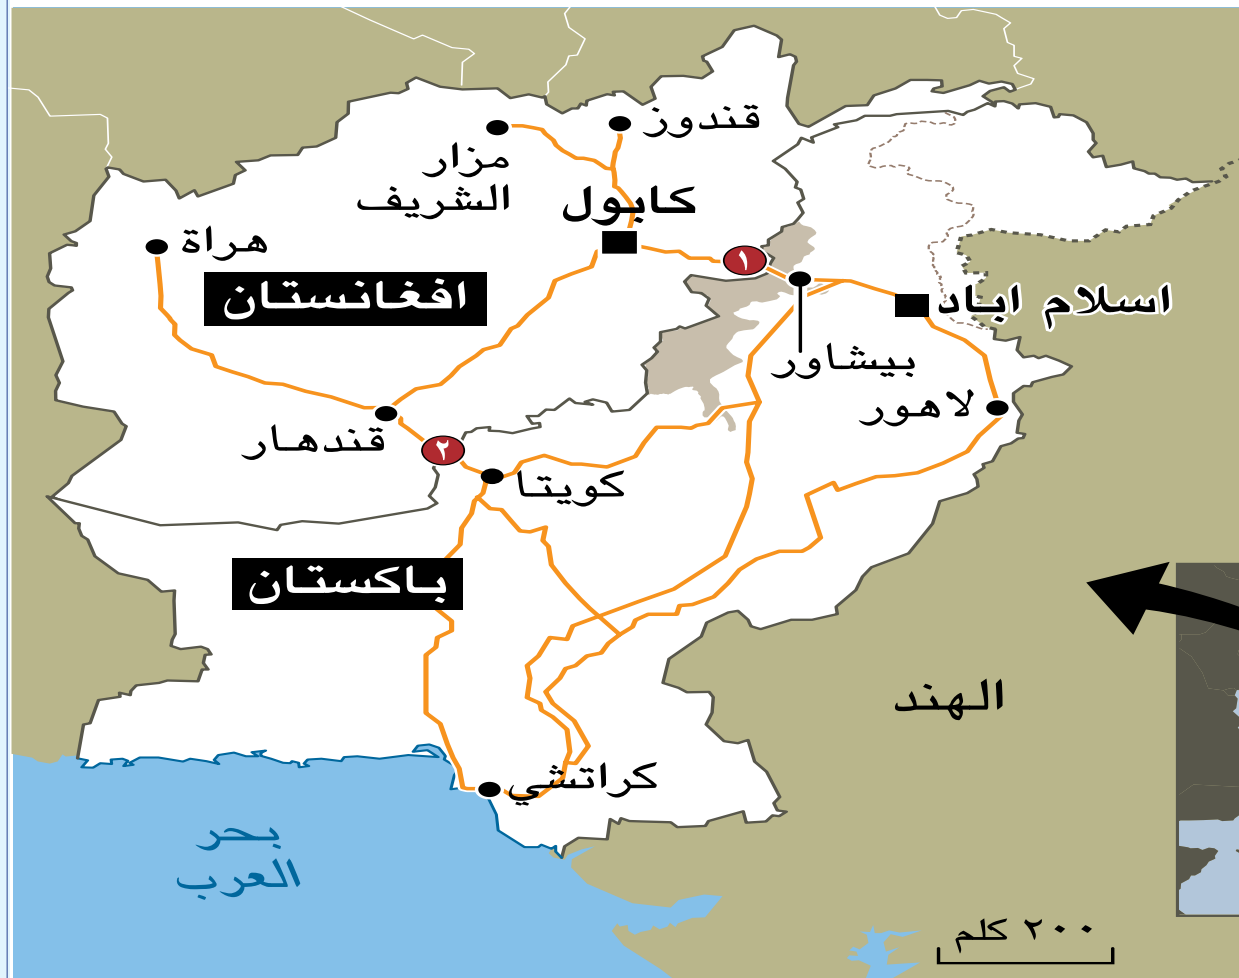 قندوز
مزار
الشريف
كابول
هراة
١
افغانستان
اسلام اباد
بيشاور
لاهور
قندهار
٢
كويتا
باكستان
الهند
كراتشي
بحر
العرب
٢٠٠ كلم